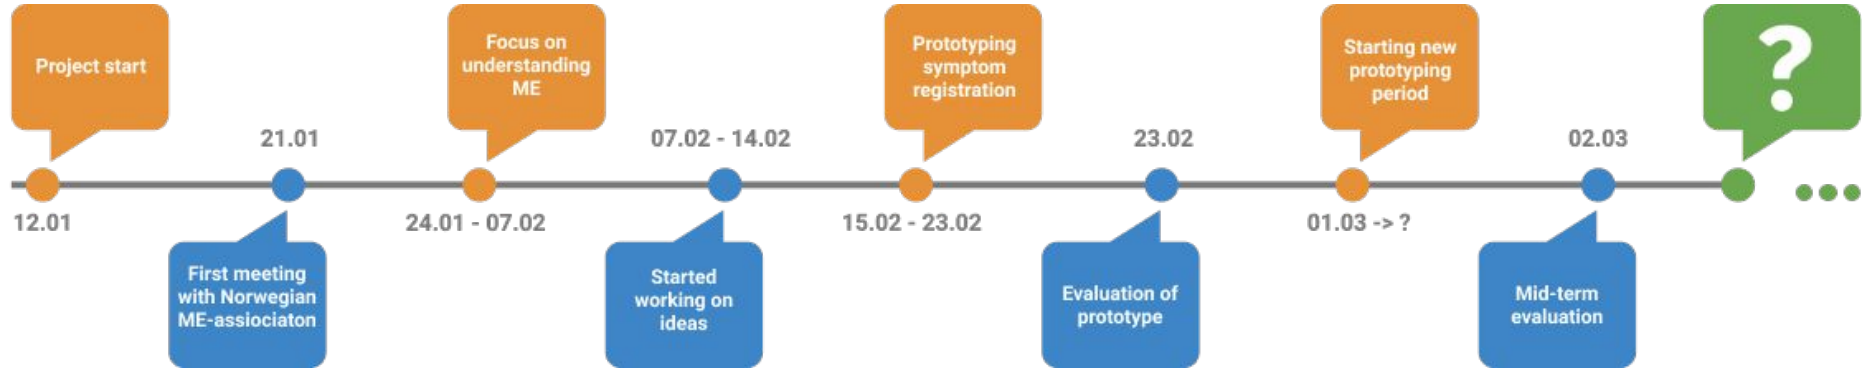 Project start
12.01
21.01
First meeting
with Norwegian
ME-assiociaton
Focus on
understanding
ME
24.01 - 07.02
07.02 - 14.02
Started
working on
ideas
Prototyping
symptom
registration
15.02 - 23.02
23.02
Evaluation of
prototype
Starting new
prototyping
period
01.03 -> ?
02.03
Mid-term
evaluation
?